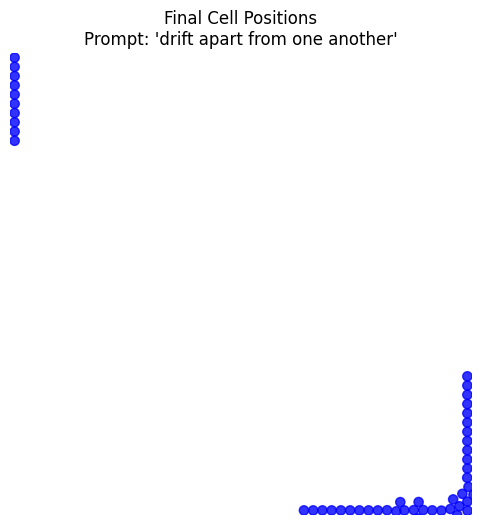 Final Cell Positions
Prompt: 'drift apart from one another'